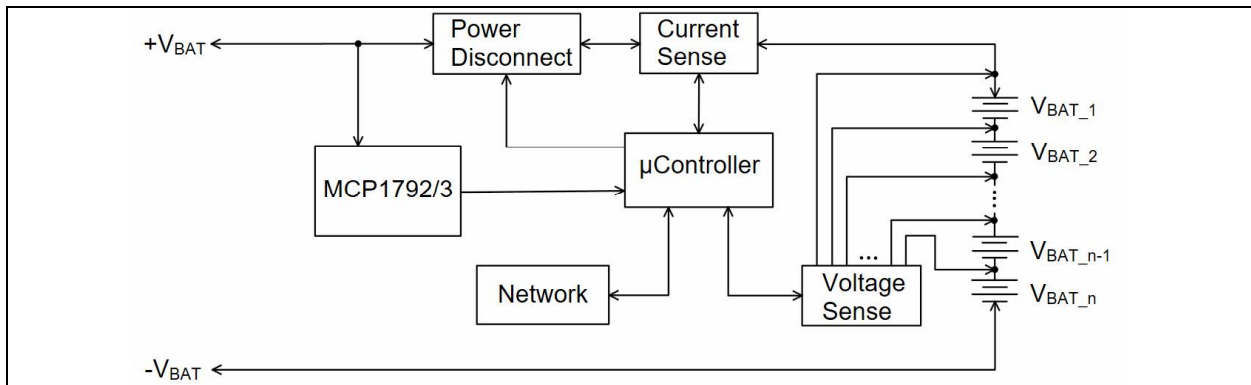 +VBAT
Power
Disconnect
Current
Sense
VBAT_1
VBAT_2
MCP1792/3
µController
...
VBAT_n-1
VBAT_n
Network
Voltage
Sense
-VBAT